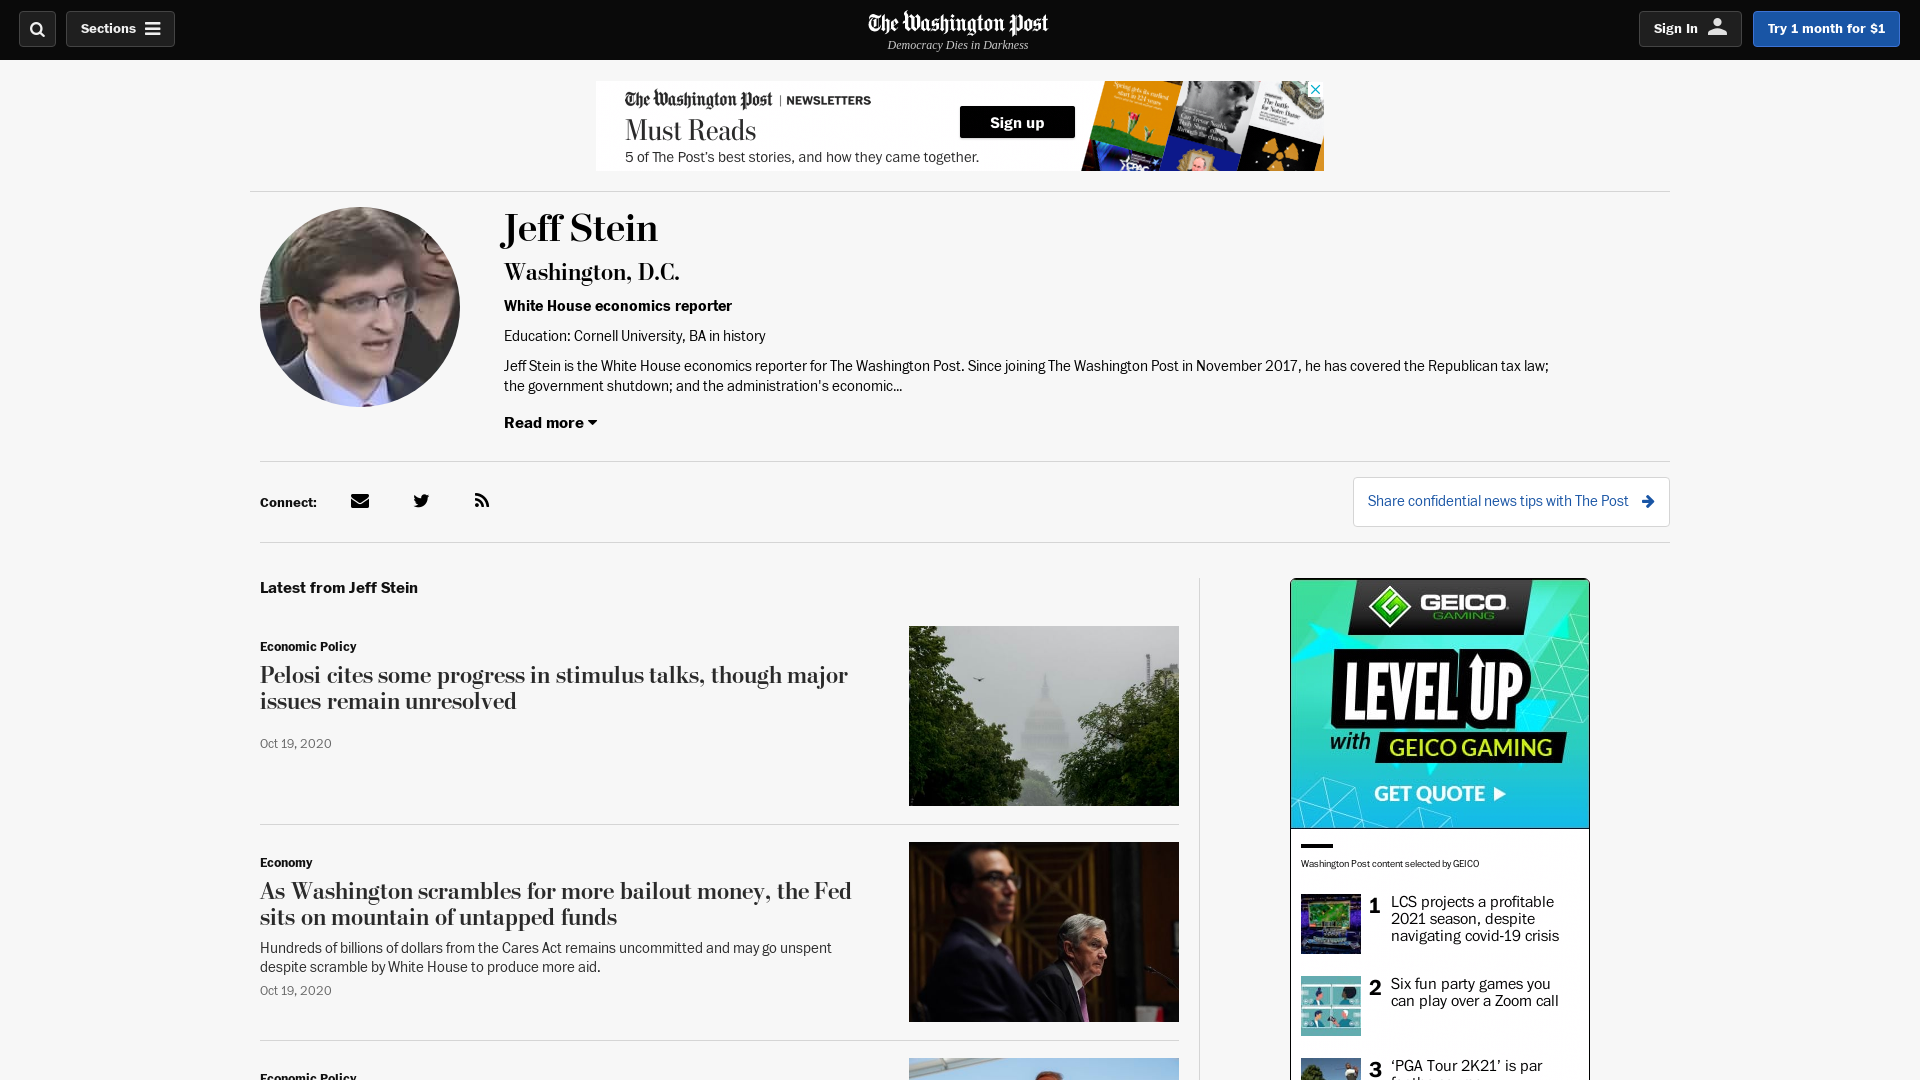 Sections
The Washington Post
Democracy Dies in Darkness
Sign In
Try 1 month for $1
The Washington Post | NEWSLETTERS
Must Reads
5 of The Post's best stories, and how they came together.
Sign up
Jeff Stein
Washington, D.C.
White House economics reporter
Education: Cornell University, BA in history
Jeff Stein is the White House economics reporter for The Washington Post. Since joining The Washington Post in November 2017, he has covered the Republican tax law;
the government shutdown; and the administration's economic...
Read more
Connect:
Share confidential news tips with The Post
Latest from Jeff Stein
Economic Policy
Pelosi cites some progress in stimulus talks, though major
issues remain unresolved
Oct 19, 2020
Economy
As Washington scrambles for more bailout money, the Fed
sits on mountain of untapped funds
Hundreds of billions of dollars from the Cares Act remains uncommitted and may go unspent
despite scramble by White House to produce more aid.
Oct 19, 2020
Economic Policy
GEICO
GAMING
LEVEL UP
with GEICO GAMING
GET QUOTE
Washington Post content selected by GEICO
1 LCS projects a profitable
2021 season, despite
navigating covid-19 crisis
2 Six fun party games you
can play over a Zoom call
3 ‘PGA Tour 2K21’ is par